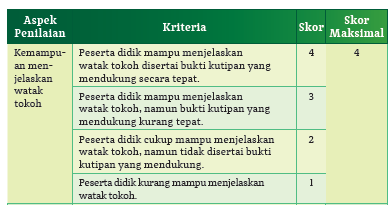 Aspek
Penilaian
Kriteria
Skor
Skor
Maksimal
Kemampu-
an men-
jelaskan
watak
tokoh
Peserta didik mampu menjelaskan
watak tokoh disertai bukti kutipan yang
mendukung secara tepat.
4
4
Peserta didik mampu menjelaskan
watak tokoh, namun bukti kutipan yang
mendukung kurang tepat.
3
Peserta didik cukup mampu menjelaskan
watak tokoh, namun tidak disertai bukti
kutipan yang mendukung.
2
Peserta didik kurang mampu menjelaskan
watak tokoh.
1